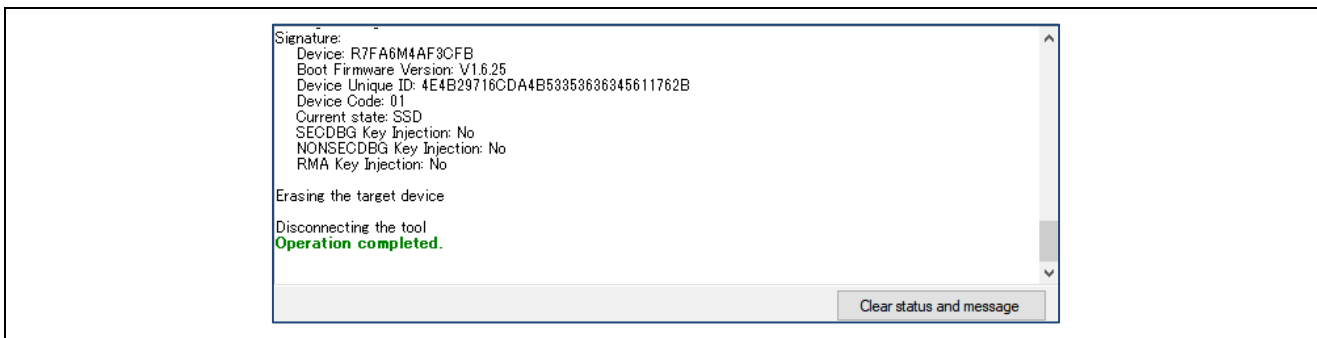 Signature:
Device: R7FA6M4AF3CFB
Boot Firmware Version: V1.6.25
Device Unique ID: 4E4B29716CDA4B53353636345611762B
Device Code: 01
Current state: SSD
SECDBG Key Injection: No
NONSECDBG Key Injection: No
RMA Key Injection: No
Erasing the target device
Disconnecting the tool
Operation completed.
Clear status and message